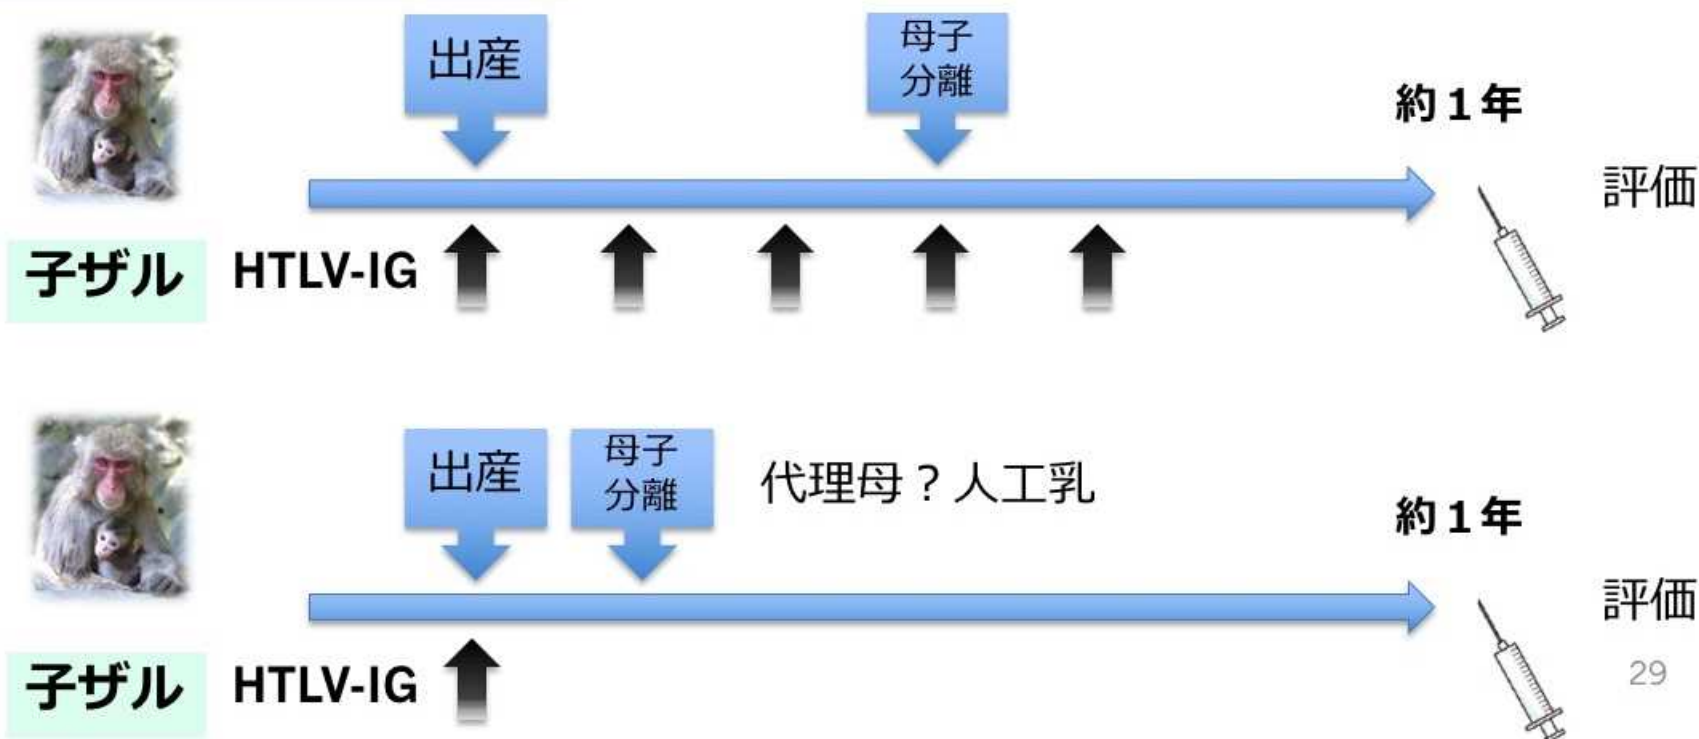 出産
母子
分離
約1年
評価
子ザル
HTLV-IG
出産
母子
分離
代理母?人工乳
約1年
評価
子ザル
HTLV-IG
29